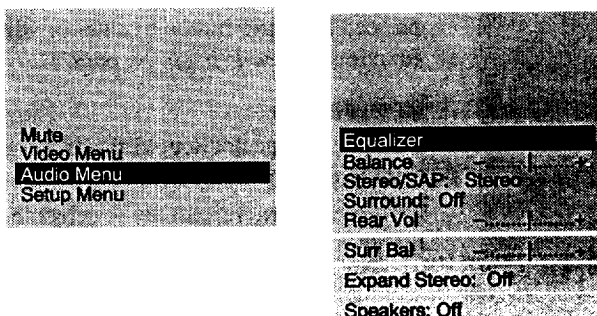 Mute
Video Menu
Audio Menu
Setup Menu
Equalizer
Balance
Stereo/SAP: Stereo
Surround: Off
Rear Vol
Surr Bal
Expand Stereo: Off
Speakers: Off